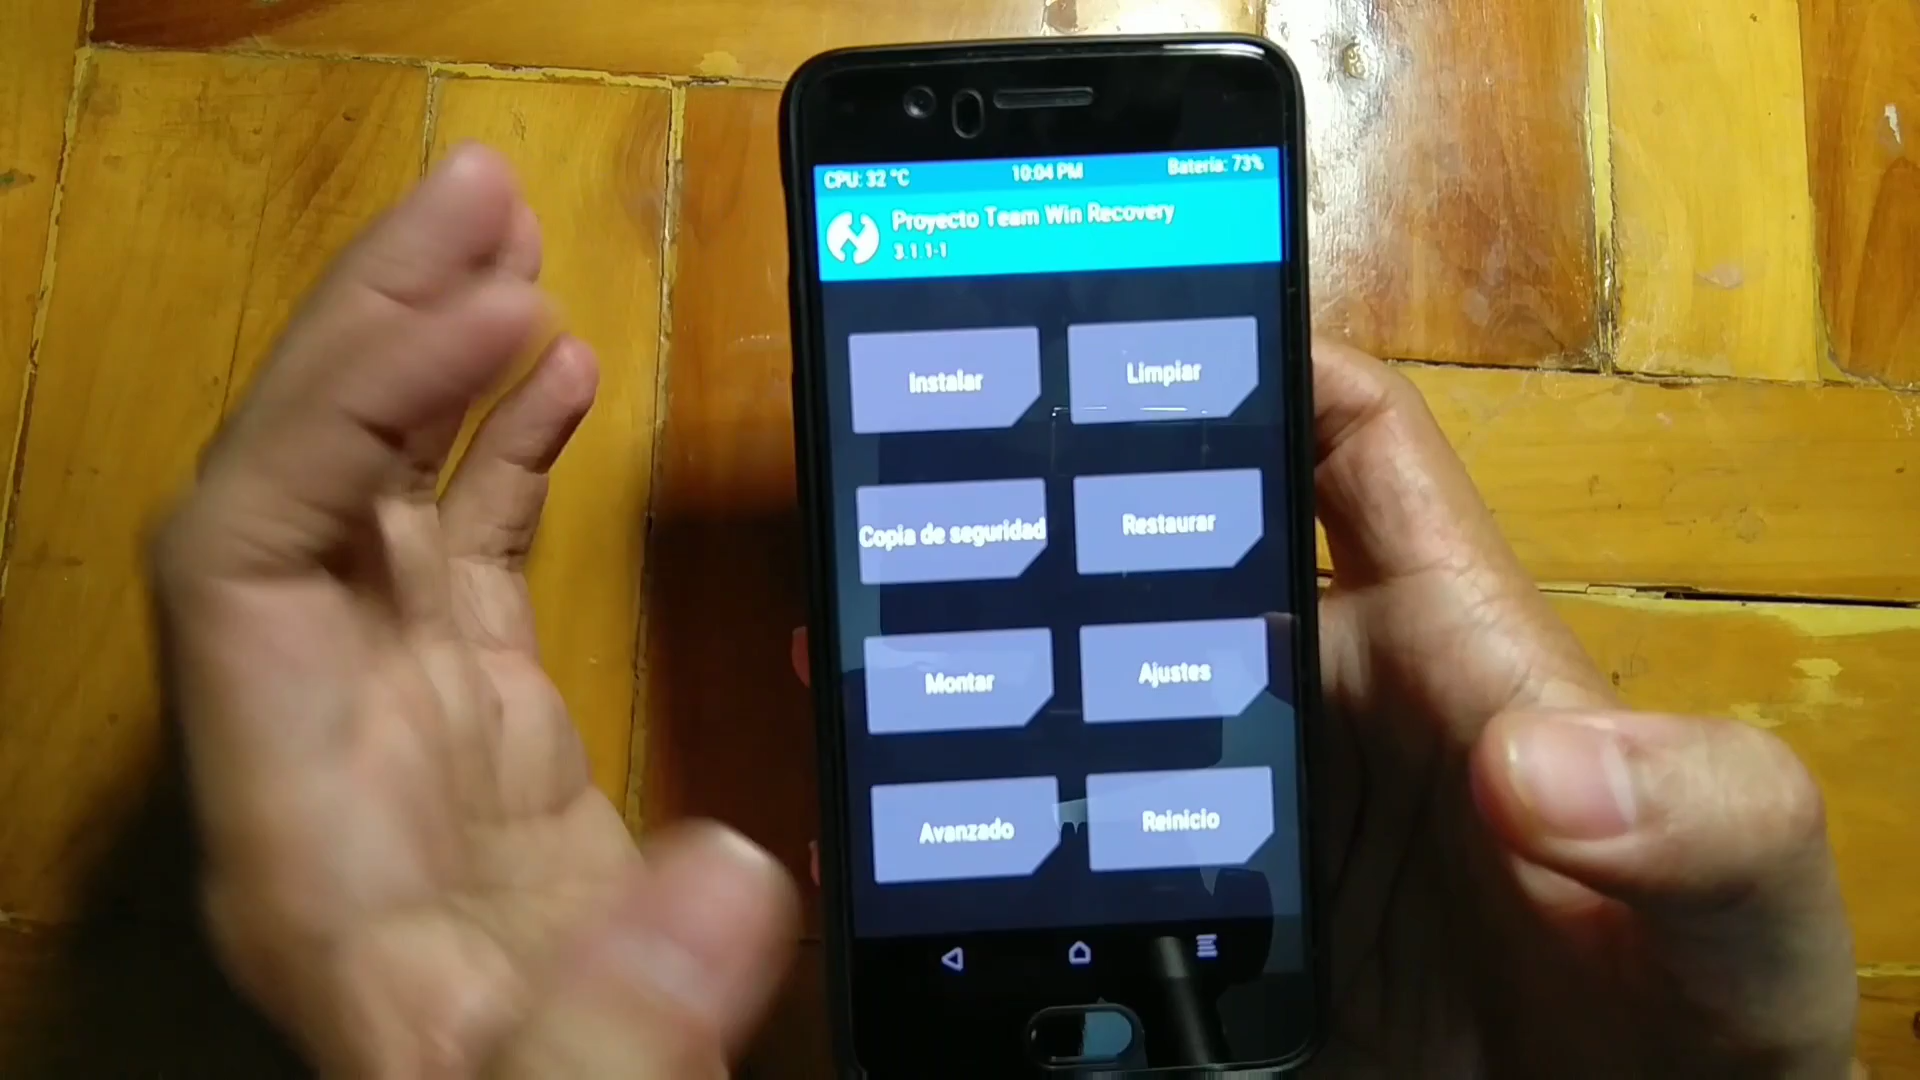 CPU: 32 °C 10:04 PM Batería: 73%
Proyecto Team Win Recovery
3.1.1-1
Instalar Limpiar
Copia de seguridad Restaurar
Montar Ajustes
Avanzado Reinicio